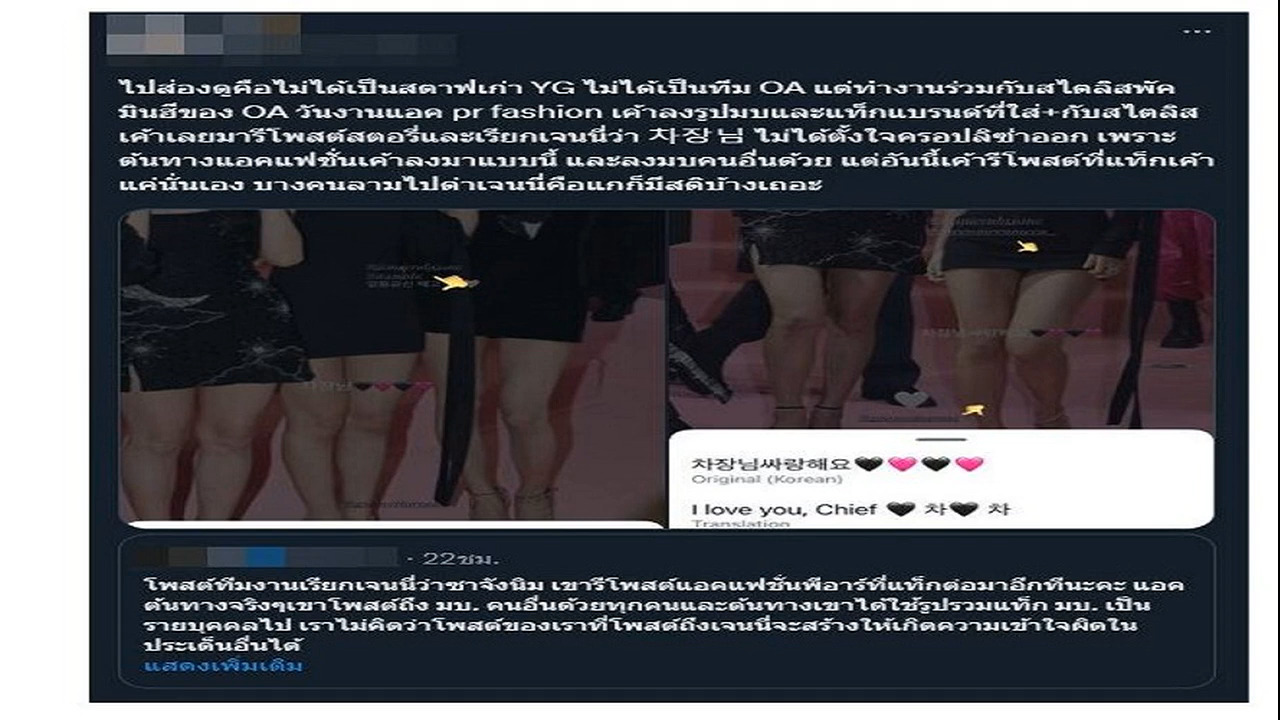 ไปส่องดูคือไม่ได้เป็นสตาฟเก่า YG ไม่ได้เป็นทีม OA แต่ทำงานร่วมกับสไตลิสพัค
มินฮีของ OA วันงานแอค pr fashion เค้าลงรูปมบและแท็กแบรนด์ที่ใส่+กับสไตลิส
เค้าเลยมารีโพสต์สตอรี่และเรียกเจนนี่ว่า 차장님 ไม่ได้ตั้งใจครอปลิซ่าออก เพราะ
ต้นทางแอคแฟชั่นเค้าลงมาแบบนี้ และลงมบคนอื่นด้วย แต่อันนี้เค้ารีโพสต์ที่แท็กเค้า
แค่นั่นเอง บางคนลามไปด่าเจนนี่คือแกก็มีสติบ้างเถอะ
차장님싸랑해요🖤💗🖤💗
Original (Korean)
I love you, Chief 🖤 차🖤 차
Translation
· 22ชม.
โพสต์ทีมงานเรียกเจนนี่ว่าชาจังนิม เขารีโพสต์แอคแฟชั่นพีอาร์ที่แท็กต่อมาอีกทีนะคะ แอค
ต้นทางจริงๆเขาโพสต์ถึง มบ. คนอื่นด้วยทุกคนและต้นทางเขาได้ใช้รูปรวมแท็ก มบ. เป็น
รายบุคคลไป เราไม่คิดว่าโพสต์ของเราที่โพสต์ถึงเจนนี่จะสร้างให้เกิดความเข้าใจผิดใน
ประเด็นอื่นได้
แสดงเพิ่มเติม